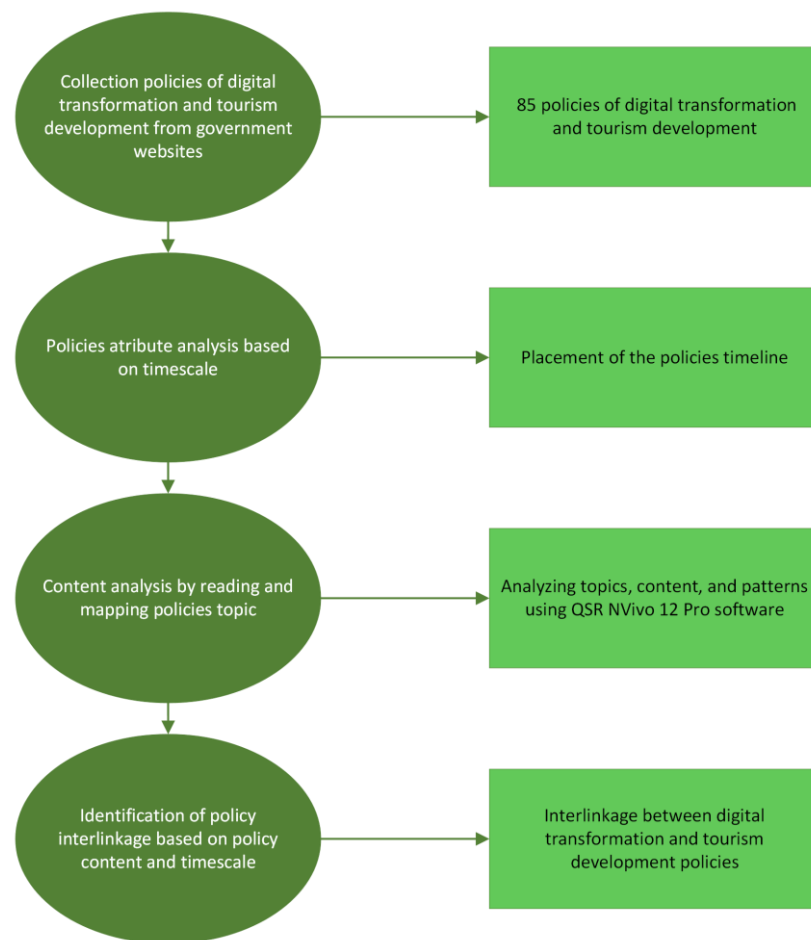 Collection policies of digital
transformation and tourism
development from government
websites
85 policies of digital transformation
and tourism development
Policies atribute analysis based
on timescale
Placement of the policies timeline
Content analysis by reading and
mapping policies topic
Analyzing topics, content, and patterns
using QSR NVivo 12 Pro software
Identification of policy
interlinkage based on policy
content and timescale
Interlinkage between digital
transformation and tourism
development policies